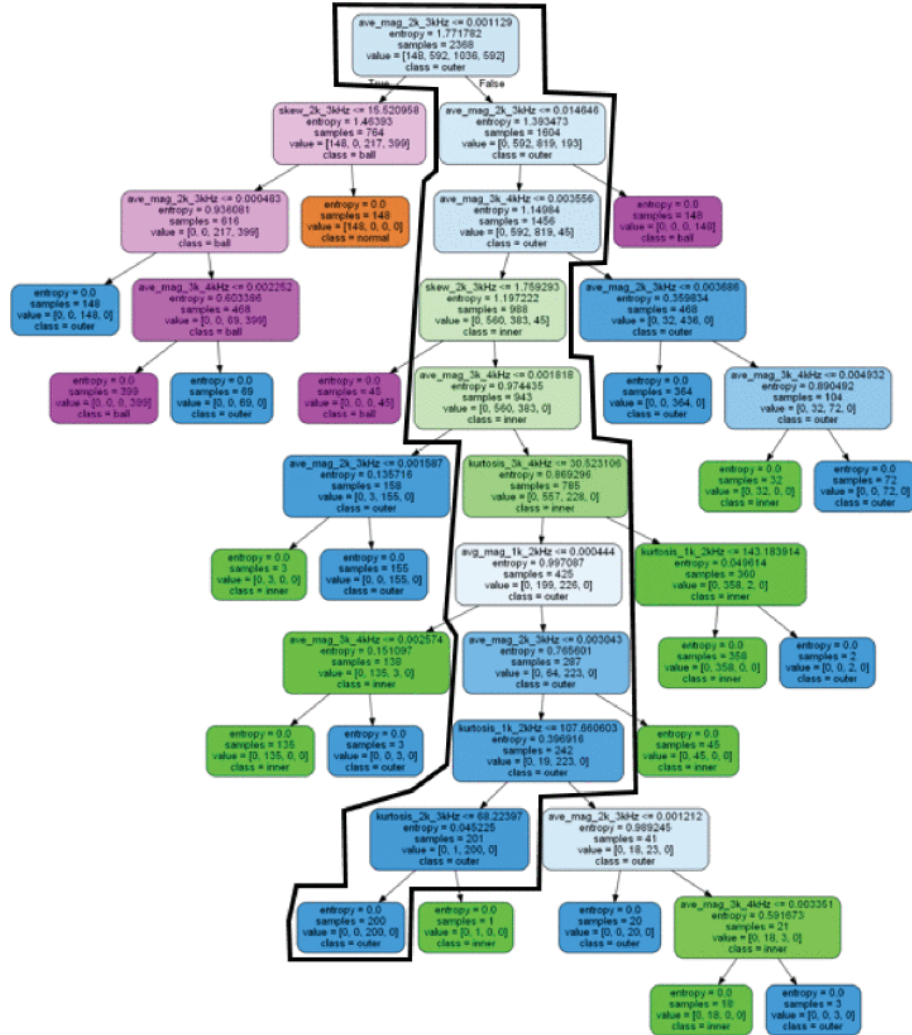 ave_mag_2k_3kHz <= 0.001129
entropy = 1.771782
samples = 2368
value = [148, 592, 1036, 592]
class = outer
True
False
skew_2k_3kHz <= 15.520958
entropy = 1.46393
samples = 764
value = [148, 0, 217, 399]
class = ball
ave_mag_2k_3kHz <= 0.014646
entropy = 1.393473
samples = 1604
value = [0, 592, 819, 193]
class = outer
ave_mag_2k_3kHz <= 0.000483
entropy = 0.936081
samples = 616
value = [0, 0, 217, 399]
class = ball
entropy = 0.0
samples = 148
value = [148, 0, 0, 0]
class = normal
ave_mag_3k_4kHz <= 0.003556
entropy = 1.14984
samples = 1456
value = [0, 592, 819, 45]
class = outer
entropy = 0.0
samples = 148
value = [0, 0, 0, 148]
class = ball
entropy = 0.0
samples = 148
value = [0, 0, 148, 0]
class = outer
ave_mag_3k_4kHz <= 0.002252
entropy = 0.603386
samples = 468
value = [0, 0, 69, 399]
class = ball
skew_2k_3kHz <= 1.759293
entropy = 1.197222
samples = 988
value = [0, 560, 383, 45]
class = inner
ave_mag_2k_3kHz <= 0.003686
entropy = 0.359834
samples = 468
value = [0, 32, 436, 0]
class = outer
entropy = 0.0
samples = 399
value = [0, 0, 0, 399]
class = ball
entropy = 0.0
samples = 69
value = [0, 0, 69, 0]
class = outer
entropy = 0.0
samples = 45
value = [0, 0, 0, 45]
class = ball
ave_mag_3k_4kHz <= 0.001818
entropy = 0.974435
samples = 943
value = [0, 560, 383, 0]
class = inner
entropy = 0.0
samples = 364
value = [0, 0, 364, 0]
class = outer
ave_mag_3k_4kHz <= 0.004932
entropy = 0.890492
samples = 104
value = [0, 32, 72, 0]
class = outer
ave_mag_2k_3kHz <= 0.001587
entropy = 0.135716
samples = 158
value = [0, 3, 155, 0]
class = outer
kurtosis_3k_4kHz <= 30.523106
entropy = 0.869296
samples = 785
value = [0, 557, 228, 0]
class = inner
entropy = 0.0
samples = 32
value = [0, 32, 0, 0]
class = inner
entropy = 0.0
samples = 72
value = [0, 0, 72, 0]
class = outer
entropy = 0.0
samples = 3
value = [0, 3, 0, 0]
class = inner
entropy = 0.0
samples = 155
value = [0, 0, 155, 0]
class = outer
avg_mag_1k_2kHz <= 0.000444
entropy = 0.997087
samples = 425
value = [0, 199, 226, 0]
class = outer
kurtosis_1k_2kHz <= 143.183914
entropy = 0.049614
samples = 360
value = [0, 358, 2, 0]
class = inner
ave_mag_3k_4kHz <= 0.002574
entropy = 0.151097
samples = 138
value = [0, 135, 3, 0]
class = inner
ave_mag_2k_3kHz <= 0.003043
entropy = 0.765601
samples = 287
value = [0, 64, 223, 0]
class = outer
entropy = 0.0
samples = 358
value = [0, 358, 0, 0]
class = inner
entropy = 0.0
samples = 2
value = [0, 0, 2, 0]
class = outer
entropy = 0.0
samples = 135
value = [0, 135, 0, 0]
class = inner
entropy = 0.0
samples = 3
value = [0, 0, 3, 0]
class = outer
kurtosis_1k_2kHz <= 107.660603
entropy = 0.396916
samples = 242
value = [0, 19, 223, 0]
class = outer
entropy = 0.0
samples = 45
value = [0, 45, 0, 0]
class = inner
kurtosis_2k_3kHz <= 68.22397
entropy = 0.045225
samples = 201
value = [0, 1, 200, 0]
class = outer
ave_mag_2k_3kHz <= 0.001212
entropy = 0.989245
samples = 41
value = [0, 18, 23, 0]
class = outer
entropy = 0.0
samples = 200
value = [0, 0, 200, 0]
class = outer
entropy = 0.0
samples = 1
value = [0, 1, 0, 0]
class = inner
entropy = 0.0
samples = 20
value = [0, 0, 20, 0]
class = outer
ave_mag_3k_4kHz <= 0.003351
entropy = 0.591673
samples = 21
value = [0, 18, 3, 0]
class = inner
entropy = 0.0
samples = 18
value = [0, 18, 0, 0]
class = inner
entropy = 0.0
samples = 3
value = [0, 0, 3, 0]
class = outer